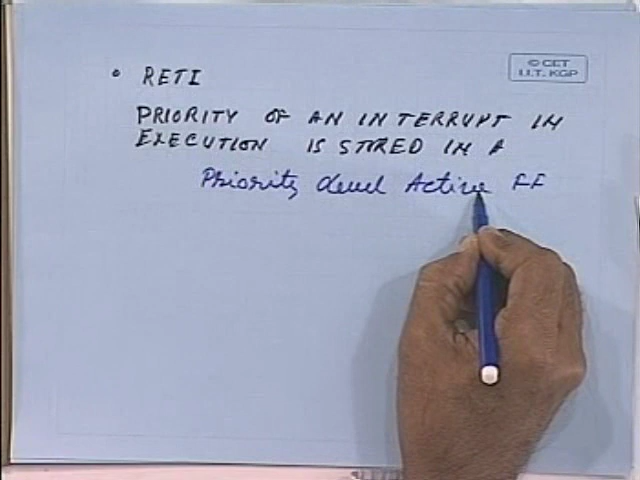 © CET
I.I.T. KGP
• RETI
PRIORITY OF AN INTERRUPT IN
EXECUTION IS STORED IN A
Priority level Active FF